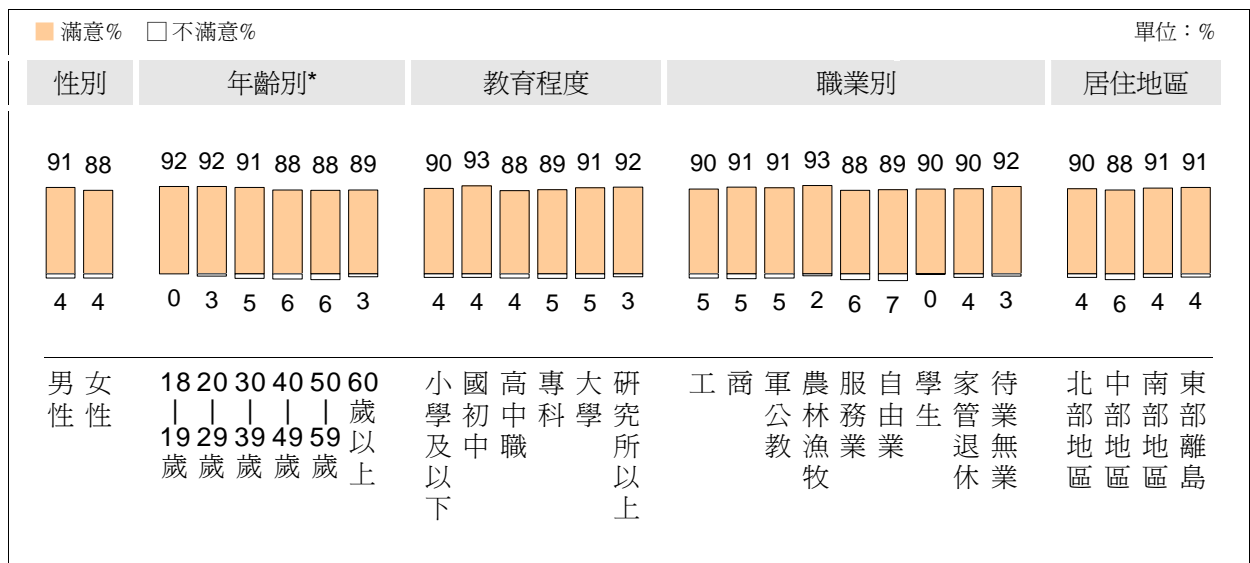 滿意% 不滿意% 單位：%
性別 年齡別* 教育程度 職業別 居住地區
91 88 92 92 91 88 88 89 90 93 88 89 91 92 90 91 91 93 88 89 90 90 92 90 88 91 91
4 4 0 3 5 6 6 3 4 4 4 5 5 3 5 5 5 2 6 7 0 4 3 4 6 4 4
男性
女性
18|19歲
20|29歲
30|39歲
40|49歲
50|59歲
60歲以上
小學及以下
國初中
高中職
專科
大學
研究所以上
工
商
軍公教
農林漁牧
服務業
自由業
學生
家管退休
待業無業
北部地區
中部地區
南部地區
東部離島